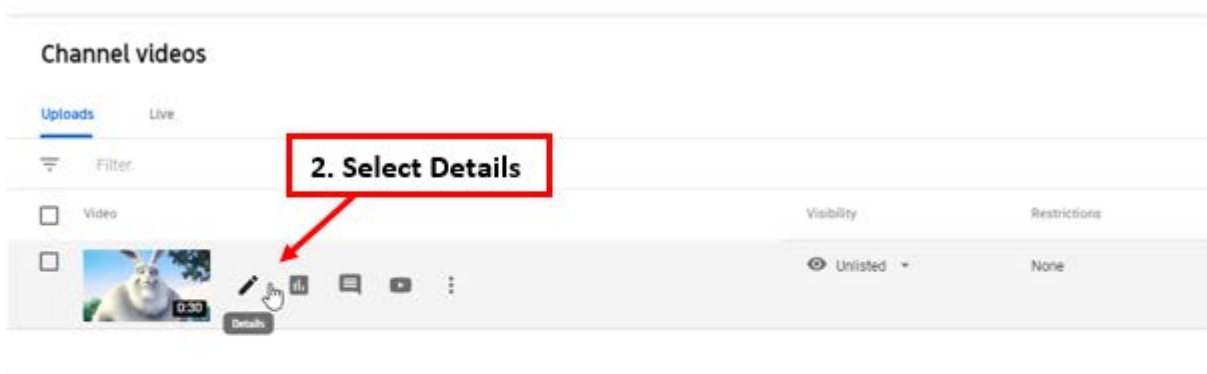 Channel videos
Uploads Live
Filter
2. Select Details
Video Visibility Restrictions
0:30 Unlisted None
Details